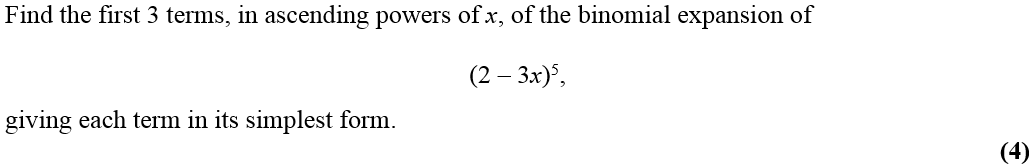 Find the first 3 terms, in ascending powers of x, of the binomial expansion of
(2 – 3x)⁵,
giving each term in its simplest form.
(4)